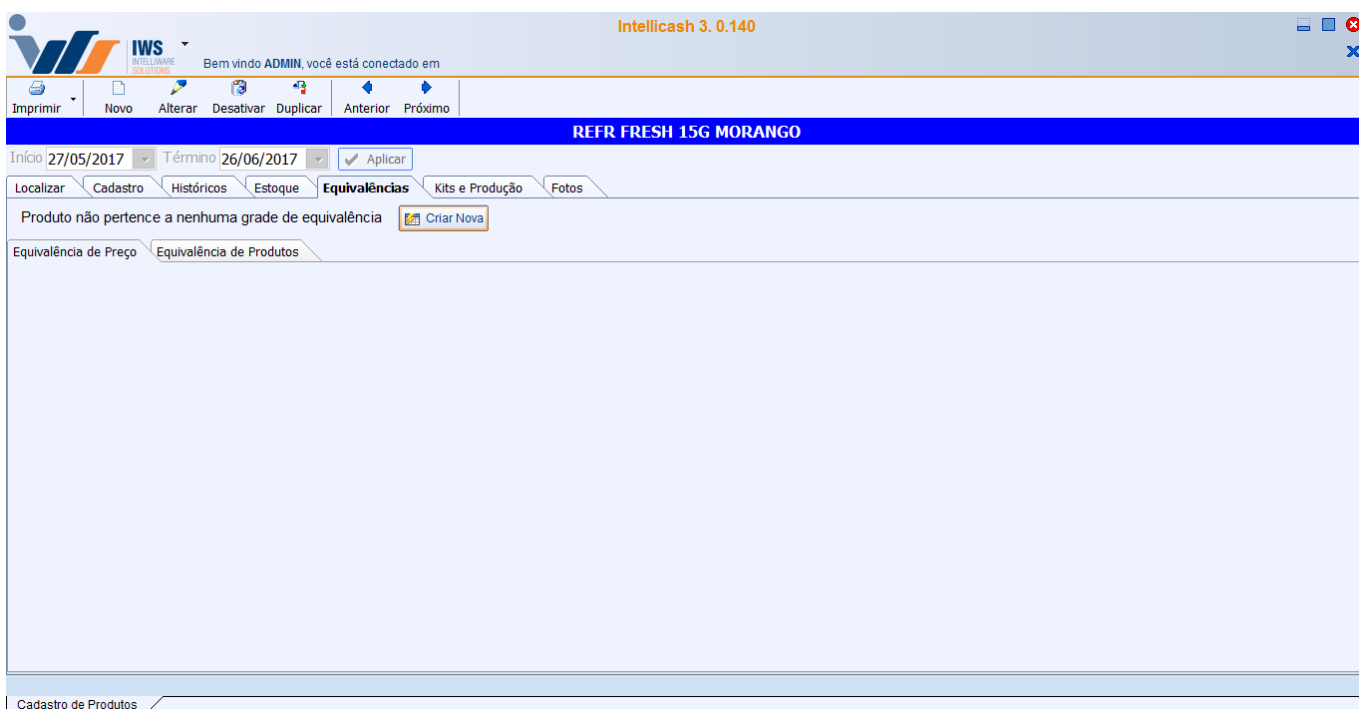 Intellicash 3. 0.140
IWS
INTELLIWARE
SOLUTIONS
Bem vindo ADMIN, você está conectado em
Imprimir Novo Alterar Desativar Duplicar Anterior Próximo
REFR FRESH 15G MORANGO
Início 27/05/2017 Término 26/06/2017 Aplicar
Localizar Cadastro Históricos Estoque Equivalências Kits e Produção Fotos
Produto não pertence a nenhuma grade de equivalência Criar Nova
Equivalência de Preço Equivalência de Produtos
Cadastro de Produtos